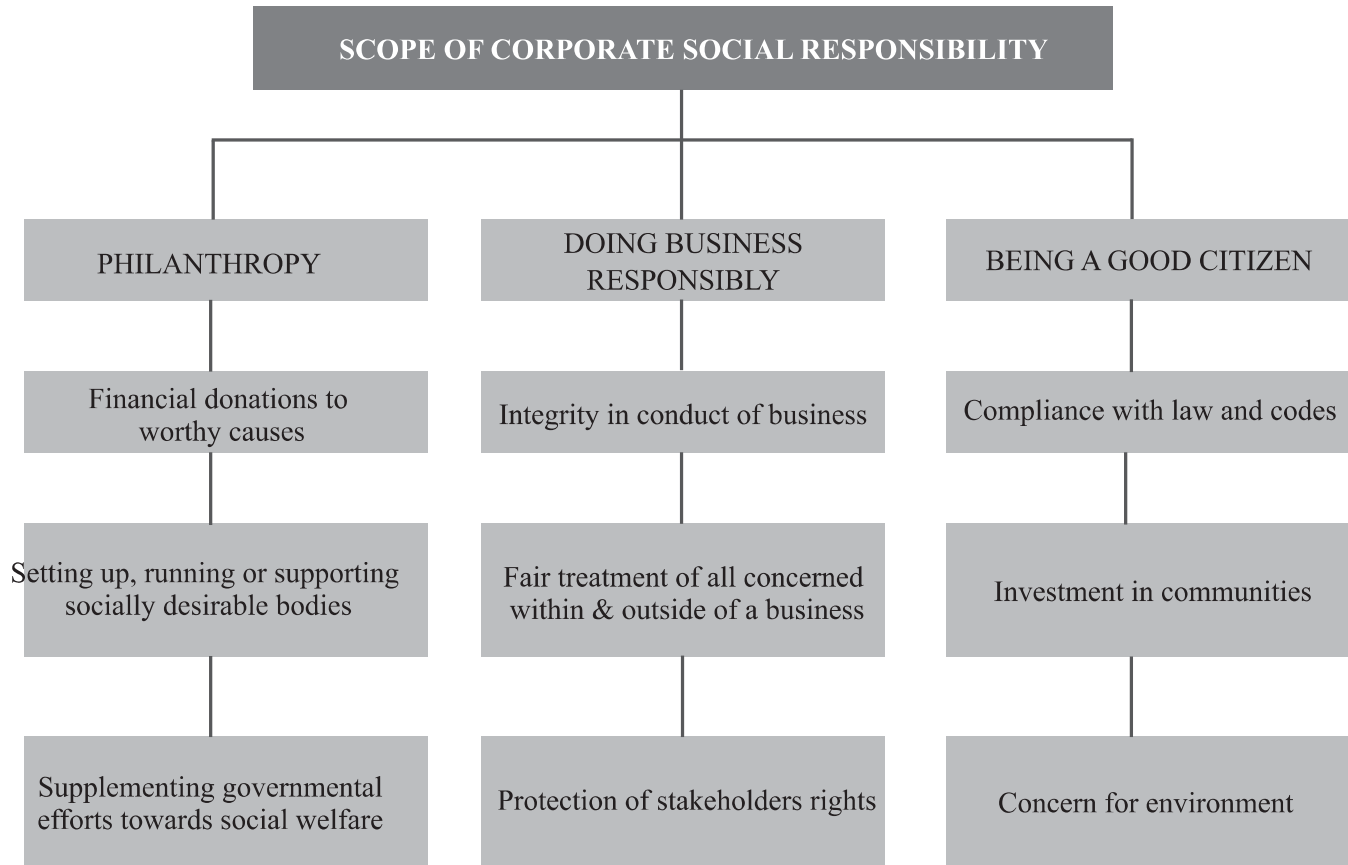 SCOPE OF CORPORATE SOCIAL RESPONSIBILITY
PHILANTHROPY
Financial donations to
worthy causes
Setting up, running or supporting
socially desirable bodies
Supplementing governmental
efforts towards social welfare
DOING BUSINESS
RESPONSIBLY
Integrity in conduct of business
Fair treatment of all concerned
within & outside of a business
Protection of stakeholders rights
BEING A GOOD CITIZEN
Compliance with law and codes
Investment in communities
Concern for environment